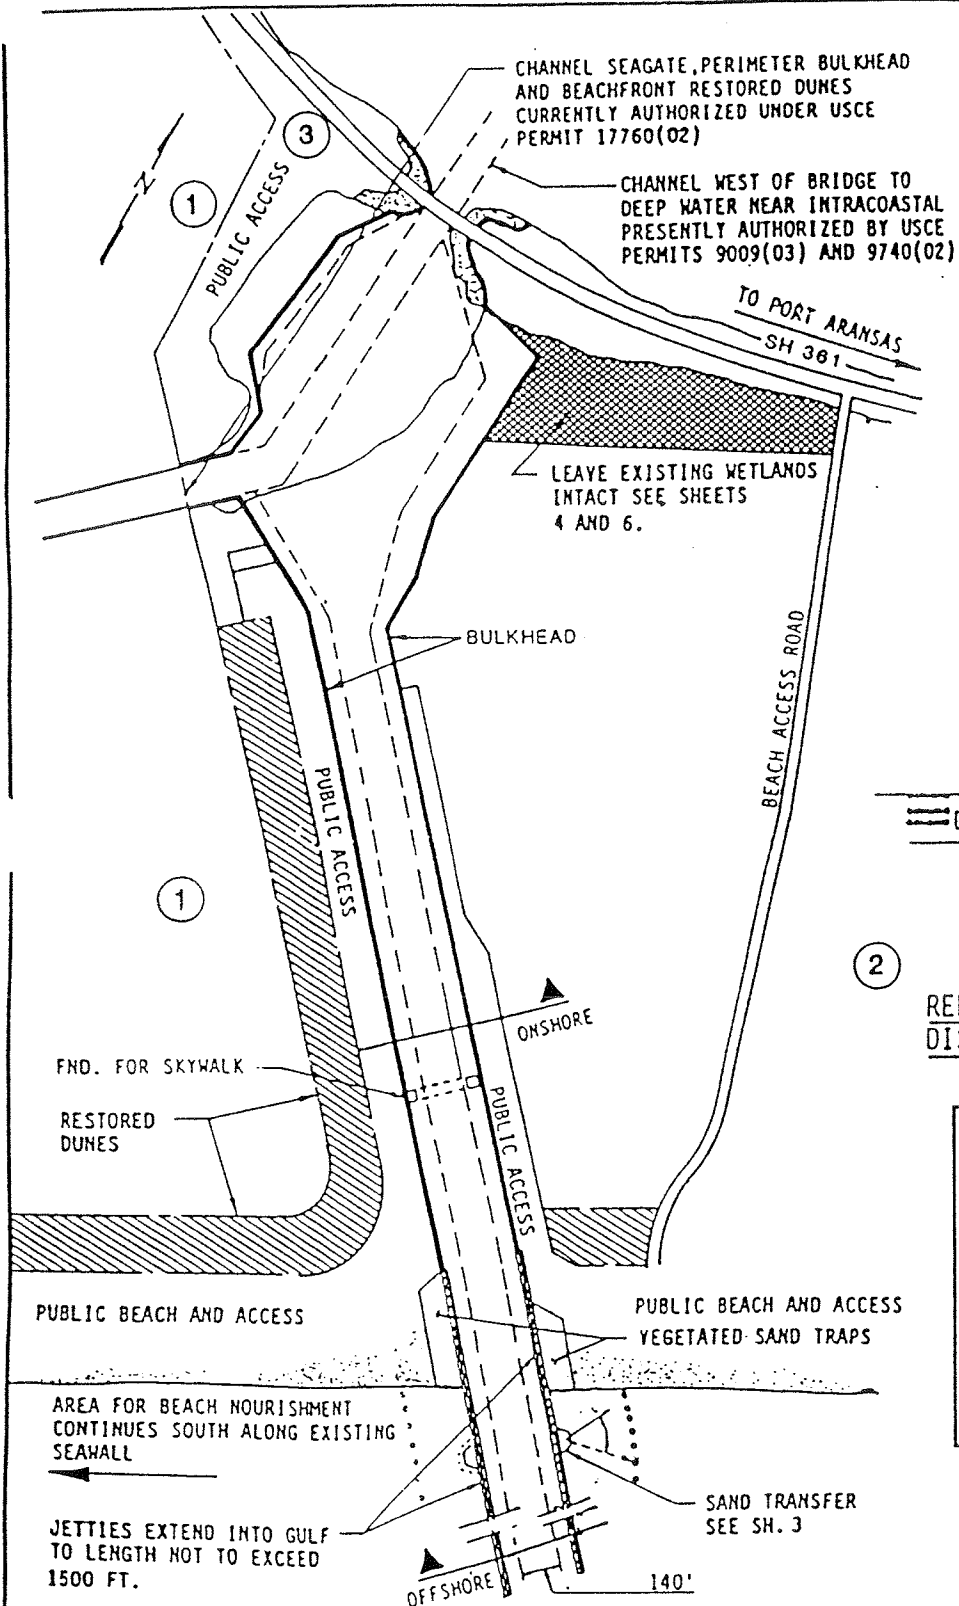 CHANNEL SEAGATE, PERIMETER BULKHEAD
AND BEACHFRONT RESTORED DUNES
CURRENTLY AUTHORIZED UNDER USCE
PERMIT 17760(02)
3
N
1
PUBLIC ACCESS
CHANNEL WEST OF BRIDGE TO
DEEP WATER NEAR INTRACOASTAL
PRESENTLY AUTHORIZED BY USCE
PERMITS 9009(03) AND 9740(02)
TO PORT ARANSAS
SH 361
LEAVE EXISTING WETLANDS
INTACT SEE SHEETS
4 AND 6.
BULKHEAD
BEACH ACCESS ROAD
PUBLIC ACCESS
1
2
ONSHORE
FND. FOR SKYWALK
RESTORED
DUNES
PUBLIC ACCESS
PUBLIC BEACH AND ACCESS
PUBLIC BEACH AND ACCESS
VEGETATED SAND TRAPS
AREA FOR BEACH NOURISHMENT
CONTINUES SOUTH ALONG EXISTING
SEAWALL
SAND TRANSFER
SEE SH. 3
JETTIES EXTEND INTO GULF
TO LENGTH NOT TO EXCEED
1500 FT.
OFFSHORE
140'